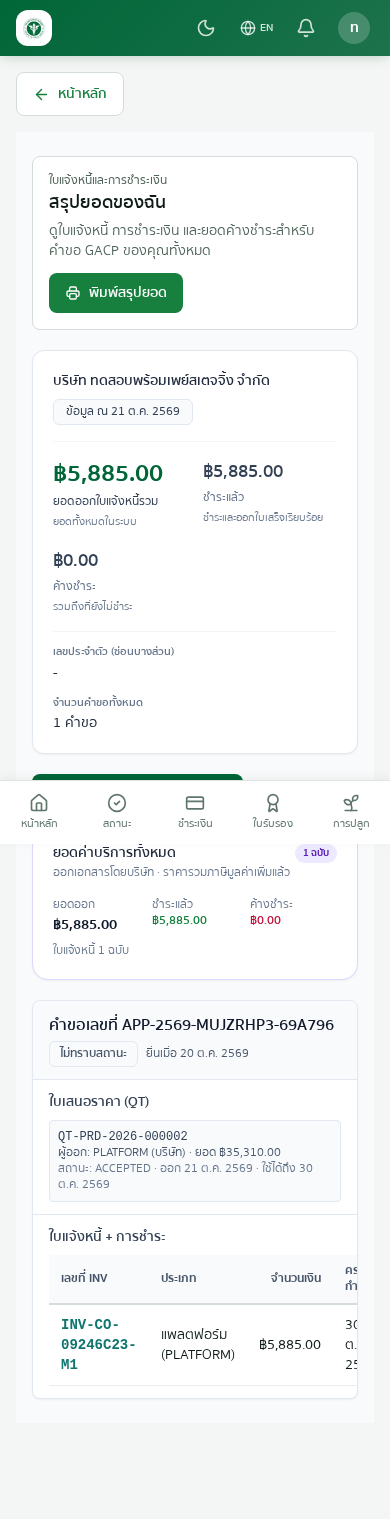 EN
ก
หน้าหลัก
ใบแจ้งหนี้และการชำระเงิน
สรุปยอดของฉัน
ดูใบแจ้งหนี้ การชำระเงิน และยอดค้างชำระสำหรับ
คำขอ GACP ของคุณทั้งหมด
พิมพ์สรุปยอด
บริษัท ทดสอบพร้อมเพย์สเตจจิ้ง จำกัด
ข้อมูล ณ 21 ต.ค. 2569
฿5,885.00
ยอดออกใบแจ้งหนี้รวม
ยอดทั้งหมดในระบบ
฿5,885.00
ชำระแล้ว
ชำระและออกใบเสร็จเรียบร้อย
฿0.00
ค้างชำระ
รวมถึงที่ยังไม่ชำระ
เลขประจำตัว (ซ่อนบางส่วน)
-
จำนวนคำขอทั้งหมด
1 คำขอ
หน้าหลัก
สถานะ
ชำระเงิน
ใบรับรอง
การปลูก
ยอดค่าบริการทั้งหมด
1 ฉบับ
ออกเอกสารโดยบริษัท · ราคารวมภาษีมูลค่าเพิ่มแล้ว
ยอดออก ชำระแล้ว ค้างชำระ
฿5,885.00 ฿5,885.00 ฿0.00
ใบแจ้งหนี้ 1 ฉบับ
คำขอเลขที่ APP-2569-MUJZRHP3-69A796
ไม่ทราบสถานะ ยื่นเมื่อ 20 ต.ค. 2569
ใบเสนอราคา (QT)
QT-PRD-2026-000002
ผู้ออก: PLATFORM (บริษัท) · ยอด ฿35,310.00
สถานะ: ACCEPTED · ออก 21 ต.ค. 2569 · ใช้ได้ถึง 30
ต.ค. 2569
ใบแจ้งหนี้ + การชำระ
เลขที่ INV ประเภท จำนวนเงิน
INV-CO-
09246C23-
M1
แพลตฟอร์ม
(PLATFORM)
฿5,885.00